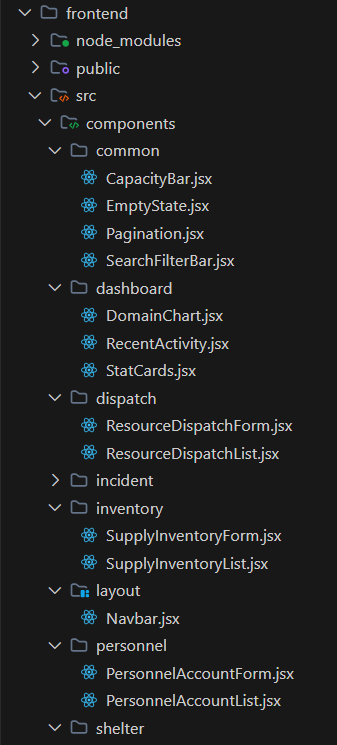 frontend
node_modules
public
src
components
common
CapacityBar.jsx
EmptyState.jsx
Pagination.jsx
SearchFilterBar.jsx
dashboard
DomainChart.jsx
RecentActivity.jsx
StatCards.jsx
dispatch
ResourceDispatchForm.jsx
ResourceDispatchList.jsx
incident
inventory
SupplyInventoryForm.jsx
SupplyInventoryList.jsx
layout
Navbar.jsx
personnel
PersonnelAccountForm.jsx
PersonnelAccountList.jsx
shelter